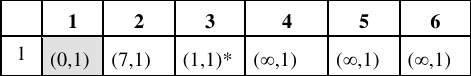 1 2 3 4 5 6
1 (0,1) (7,1) (1,1)* (∞,1) (∞,1) (∞,1)